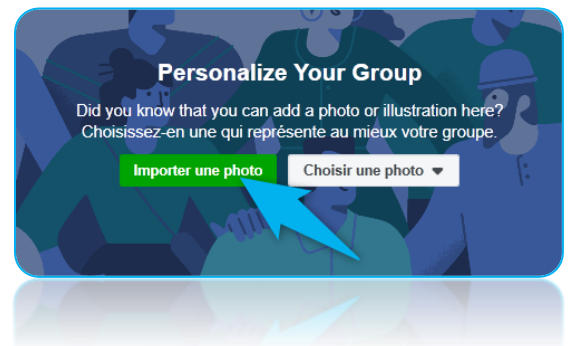 Personalize Your Group
Did you know that you can add a photo or illustration here?
Choisissez-en une qui représente au mieux votre groupe.
Importer une photo
Choisir une photo